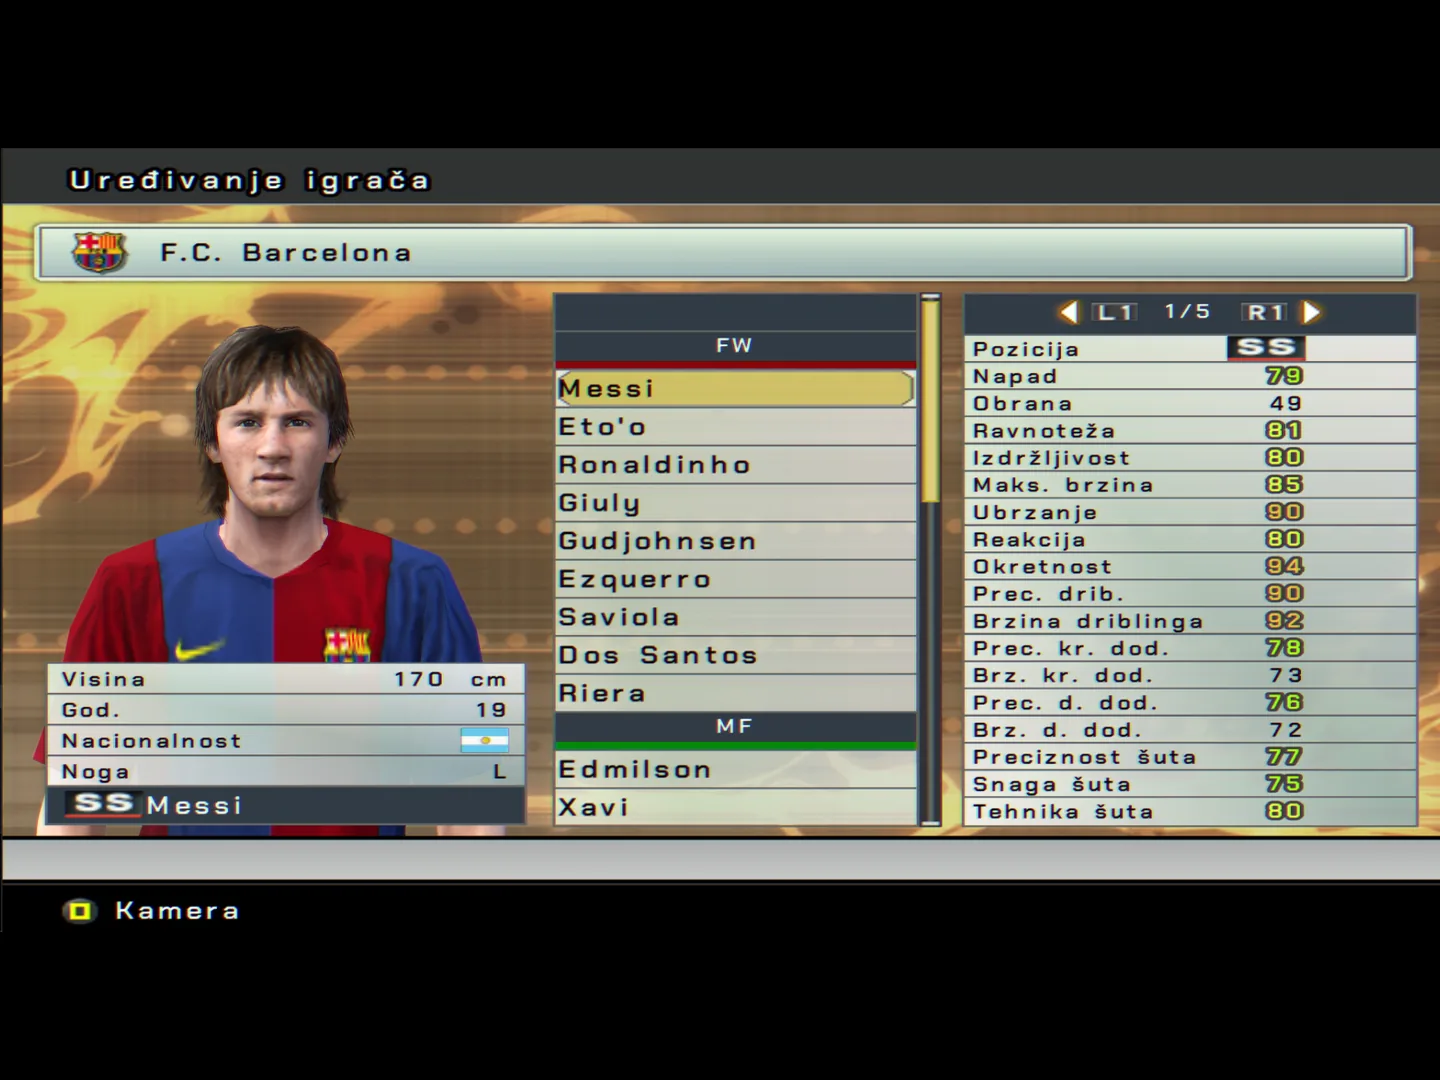 Uređivanje igrača
F.C. Barcelona
Visina 170 cm
God. 19
Nacionalnost
Noga L
SS Messi
FW
Messi
Eto'o
Ronaldinho
Giuly
Gudjohnsen
Ezquerro
Saviola
Dos Santos
Riera
MF
Edmilson
Xavi
L1 1/5 R1
Pozicija SS
Napad 79
Obrana 49
Ravnoteža 81
Izdržljivost 80
Maks. brzina 85
Ubrzanje 90
Reakcija 80
Okretnost 94
Prec. drib. 90
Brzina driblinga 92
Prec. kr. dod. 78
Brz. kr. dod. 73
Prec. d. dod. 76
Brz. d. dod. 72
Preciznost šuta 77
Snaga šuta 75
Tehnika šuta 80
Kamera